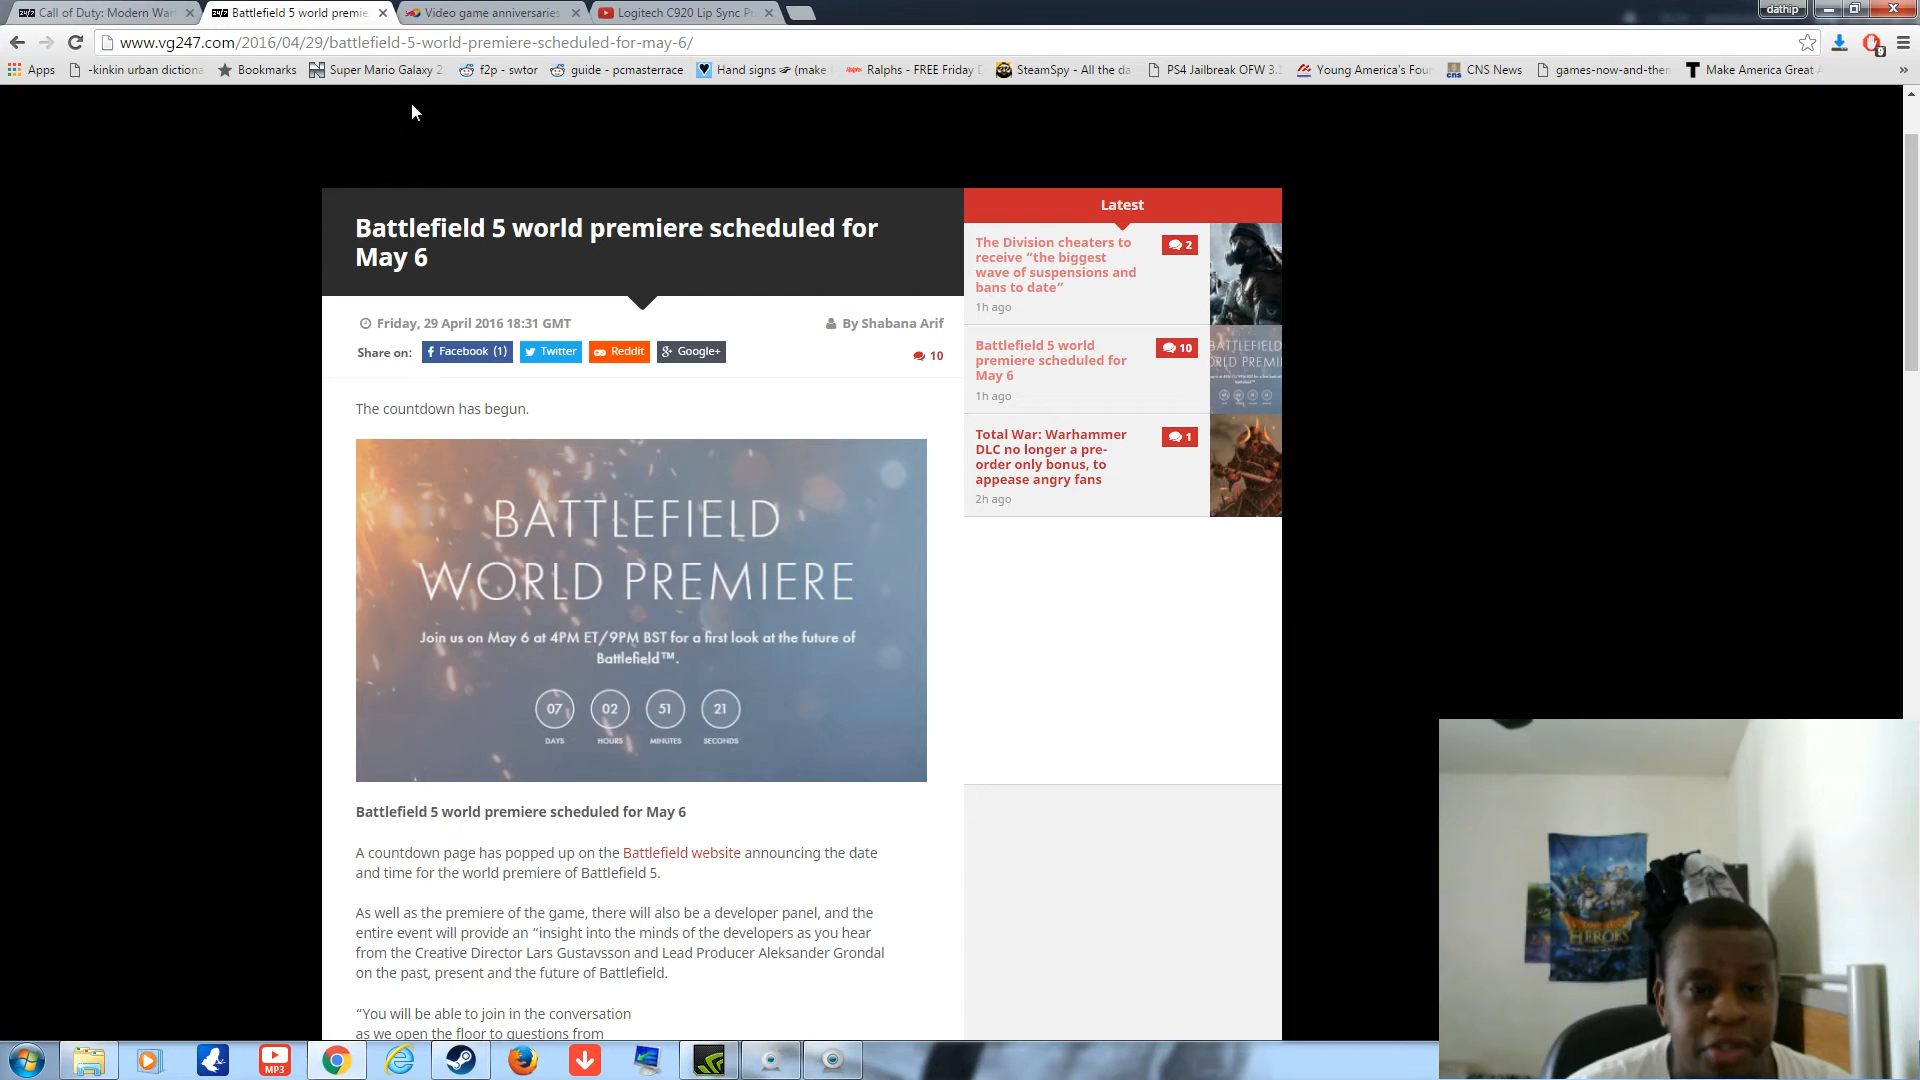 Call of Duty: Modern War
Battlefield 5 world premie
Video game anniversaries
Logitech C920 Lip Sync Pr
dathip
www.vg247.com/2016/04/29/battlefield-5-world-premiere-scheduled-for-may-6/
Apps
-kinkin urban dictiona
Bookmarks
Super Mario Galaxy 2
f2p - swtor
guide - pcmasterrace
Hand signs ☞ (make
Ralphs - FREE Friday D
SteamSpy - All the da
PS4 Jailbreak OFW 3.
Young America's Foun
CNS News
games-now-and-then
Make America Great A
Battlefield 5 world premiere scheduled for
May 6
Friday, 29 April 2016 18:31 GMT
By Shabana Arif
Share on:
Facebook (1)
Twitter
Reddit
Google+
10
The countdown has begun.
BATTLEFIELD
WORLD PREMIERE
Join us on May 6 at 4PM ET/9PM BST for a first look at the future of
Battlefield™.
07 02 51 21
DAYS HOURS MINUTES SECONDS
Battlefield 5 world premiere scheduled for May 6
A countdown page has popped up on the Battlefield website announcing the date
and time for the world premiere of Battlefield 5.
As well as the premiere of the game, there will also be a developer panel, and the
entire event will provide an “insight into the minds of the developers as you hear
from the Creative Director Lars Gustavsson and Lead Producer Aleksander Grondal
on the past, present and the future of Battlefield.
“You will be able to join in the conversation
as we open the floor to questions from
Latest
The Division cheaters to
receive “the biggest
wave of suspensions and
bans to date”
2
1h ago
Battlefield 5 world
premiere scheduled for
May 6
10
1h ago
Total War: Warhammer
DLC no longer a pre-
order only bonus, to
appease angry fans
1
2h ago
HEROES
MP3